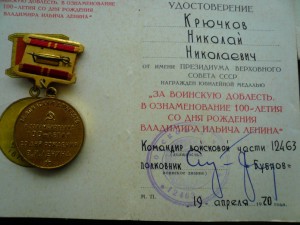 УДОСТОВЕРЕНИЕ
Крючков
Николай
Николаевич
от имени ПРЕЗИДИУМА ВЕРХОВНОГО
СОВЕТА СССР
НАГРАЖДЕН ЮБИЛЕЙНОЙ МЕДАЛЬЮ
"ЗА ВОИНСКУЮ ДОБЛЕСТЬ.
В ОЗНАМЕНОВАНИЕ 100-ЛЕТИЯ
СО ДНЯ РОЖДЕНИЯ
ВЛАДИМИРА ИЛЬИЧА ЛЕНИНА"
Командир войсковой части 12463
полковник Бубнов
М. П. 19 апреля 1970 года